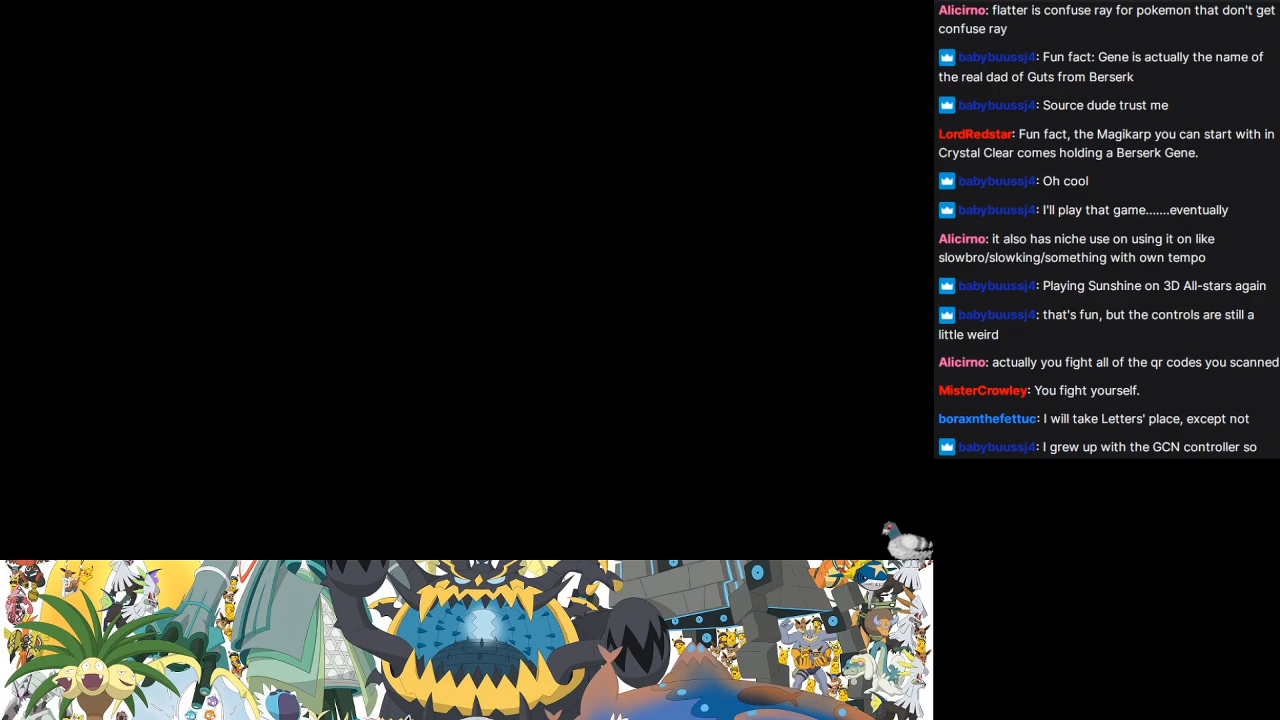 Alicirno: flatter is confuse ray for pokemon that don't get
confuse ray
babybuussj4: Fun fact: Gene is actually the name of
the real dad of Guts from Berserk
babybuussj4: Source dude trust me
LordRedstar: Fun fact, the Magikarp you can start with in
Crystal Clear comes holding a Berserk Gene.
babybuussj4: Oh cool
babybuussj4: I'll play that game.......eventually
Alicirno: it also has niche use on using it on like
slowbro/slowking/something with own tempo
babybuussj4: Playing Sunshine on 3D All-stars again
babybuussj4: that's fun, but the controls are still a
little weird
Alicirno: actually you fight all of the qr codes you scanned
MisterCrowley: You fight yourself.
boraxnthefettuc: I will take Letters' place, except not
babybuussj4: I grew up with the GCN controller so